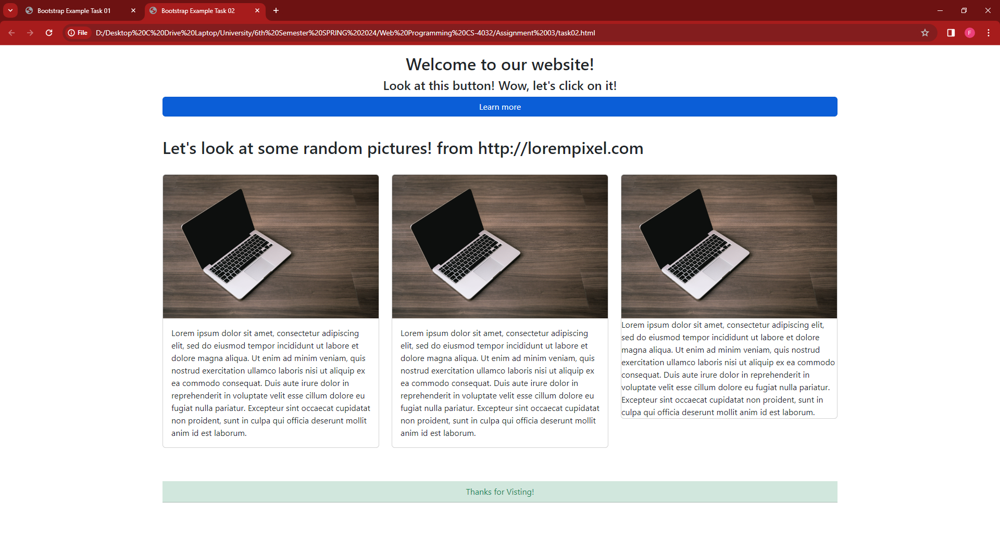 Bootstrap Example Task 01
Bootstrap Example Task 02
File
D:/Desktop%20C%20Drive%20Laptop/University/6th%20Semester%20SPRING%202024/Web%20Programming%20CS-4032/Assignment%2003/task02.html
F
Welcome to our website!
Look at this button! Wow, let's click on it!
Learn more
Let's look at some random pictures! from http://lorempixel.com
Lorem ipsum dolor sit amet, consectetur adipiscing
elit, sed do eiusmod tempor incididunt ut labore et
dolore magna aliqua. Ut enim ad minim veniam, quis
nostrud exercitation ullamco laboris nisi ut aliquip ex
ea commodo consequat. Duis aute irure dolor in
reprehenderit in voluptate velit esse cillum dolore eu
fugiat nulla pariatur. Excepteur sint occaecat cupidatat
non proident, sunt in culpa qui officia deserunt mollit
anim id est laborum.
Lorem ipsum dolor sit amet, consectetur adipiscing
elit, sed do eiusmod tempor incididunt ut labore et
dolore magna aliqua. Ut enim ad minim veniam, quis
nostrud exercitation ullamco laboris nisi ut aliquip ex
ea commodo consequat. Duis aute irure dolor in
reprehenderit in voluptate velit esse cillum dolore eu
fugiat nulla pariatur. Excepteur sint occaecat cupidatat
non proident, sunt in culpa qui officia deserunt mollit
anim id est laborum.
Lorem ipsum dolor sit amet, consectetur adipiscing elit,
sed do eiusmod tempor incididunt ut labore et dolore
magna aliqua. Ut enim ad minim veniam, quis nostrud
exercitation ullamco laboris nisi ut aliquip ex ea commodo
consequat. Duis aute irure dolor in reprehenderit in
voluptate velit esse cillum dolore eu fugiat nulla pariatur.
Excepteur sint occaecat cupidatat non proident, sunt in
culpa qui officia deserunt mollit anim id est laborum.
Thanks for Visting!